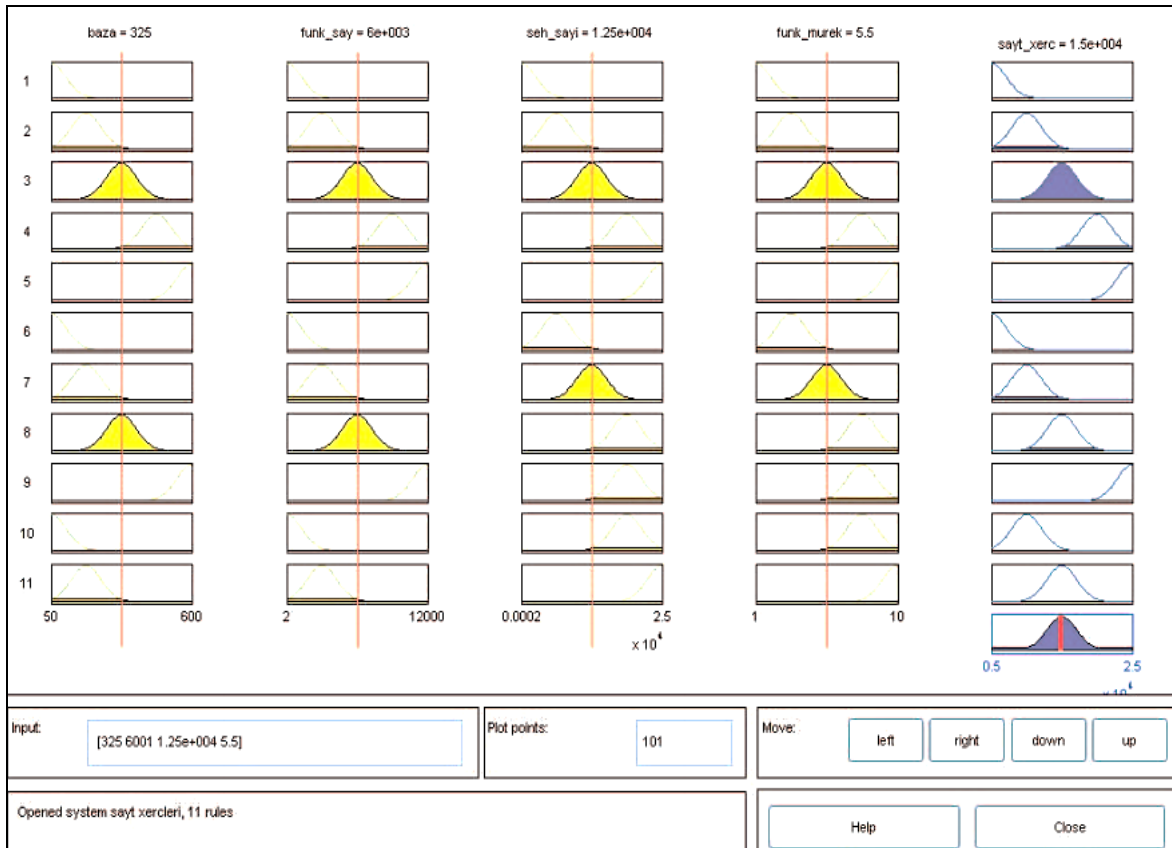 baza = 325 funk_say = 6e+003 seh_sayi = 1.25e+004 funk_murek = 5.5 sayt_xerc = 1.5e+004
1
2
3
4
5
6
7
8
9
10
11
50 600 2 12000 0.0002 2.5 1 10
x 10⁴
0.5 2.5
x 10⁴
Input:
[325 6001 1.25e+004 5.5]
Plot points:
101
Move:
left right down up
Opened system sayt xercleri, 11 rules
Help Close